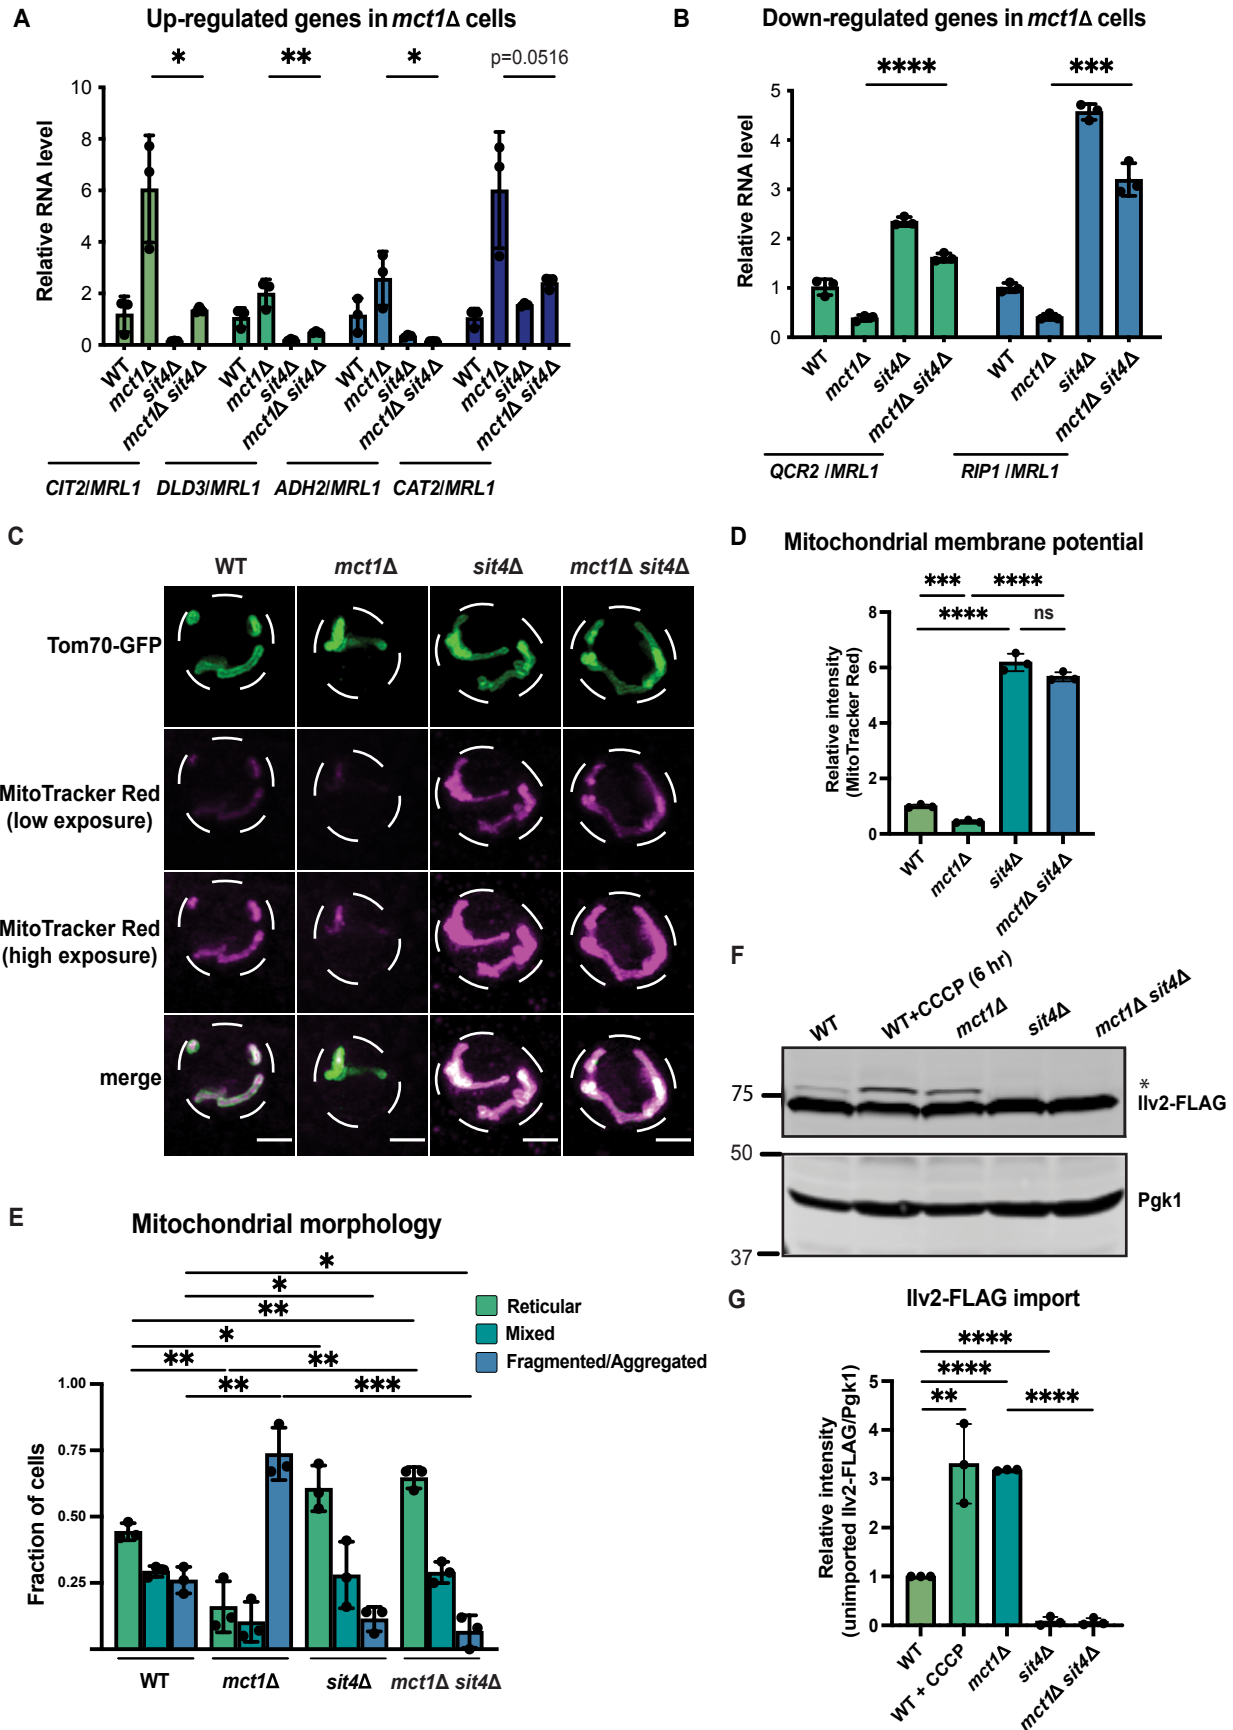 A
Up-regulated genes in mct1Δ cells
* ** * p=0.0516
Relative RNA level
10
8
6
4
2
0
WT mct1Δ sit4Δ mct1Δ sit4Δ WT mct1Δ sit4Δ mct1Δ sit4Δ WT mct1Δ sit4Δ mct1Δ sit4Δ WT mct1Δ sit4Δ mct1Δ sit4Δ
CIT2/MRL1 DLD3/MRL1 ADH2/MRL1 CAT2/MRL1
B
Down-regulated genes in mct1Δ cells
**** ***
Relative RNA level
5
4
3
2
1
0
WT mct1Δ sit4Δ mct1Δ sit4Δ WT mct1Δ sit4Δ mct1Δ sit4Δ
QCR2 /MRL1 RIP1 /MRL1
C
WT mct1Δ sit4Δ mct1Δ sit4Δ
Tom70-GFP
MitoTracker Red
(low exposure)
MitoTracker Red
(high exposure)
merge
D
Mitochondrial membrane potential
*** ****
**** ns
Relative intensity
(MitoTracker Red)
8
6
4
2
0
WT mct1Δ sit4Δ mct1Δ sit4Δ
E
Mitochondrial morphology
*
*
**
*
** **
** ***
Reticular
Mixed
Fragmented/Aggregated
Fraction of cells
1.00
0.75
0.50
0.25
WT mct1Δ sit4Δ mct1Δ sit4Δ
F
WT WT+CCCP (6 hr) mct1Δ sit4Δ mct1Δ sit4Δ
75
*
Ilv2-FLAG
50
Pgk1
37
G
Ilv2-FLAG import
****
****
** ****
Relative intensity
(unimported Ilv2-FLAG/Pgk1)
5
4
3
2
1
0
WT WT + CCCP mct1Δ sit4Δ mct1Δ sit4Δ